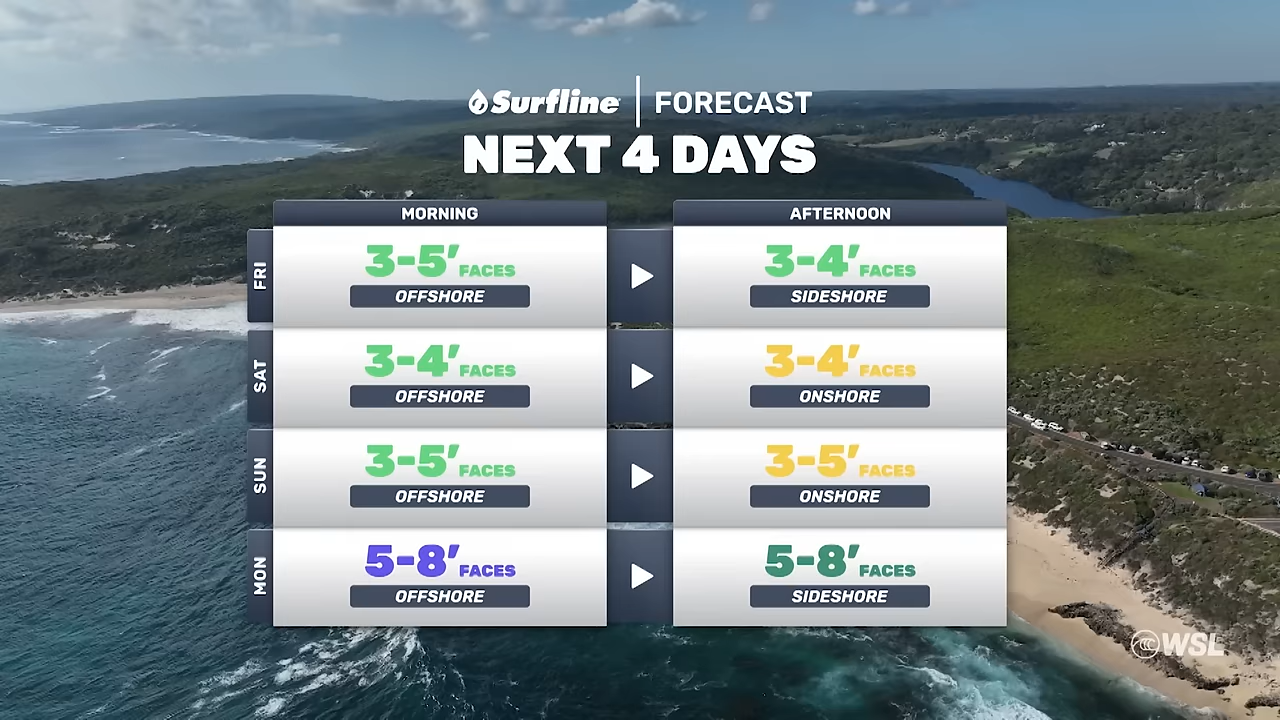 Surfline | FORECAST
NEXT 4 DAYS
MORNING
AFTERNOON
FRI
3-5' FACES
OFFSHORE
3-4' FACES
SIDESHORE
SAT
3-4' FACES
OFFSHORE
3-4' FACES
ONSHORE
SUN
3-5' FACES
OFFSHORE
3-5' FACES
ONSHORE
MON
5-8' FACES
OFFSHORE
5-8' FACES
SIDESHORE
WSL